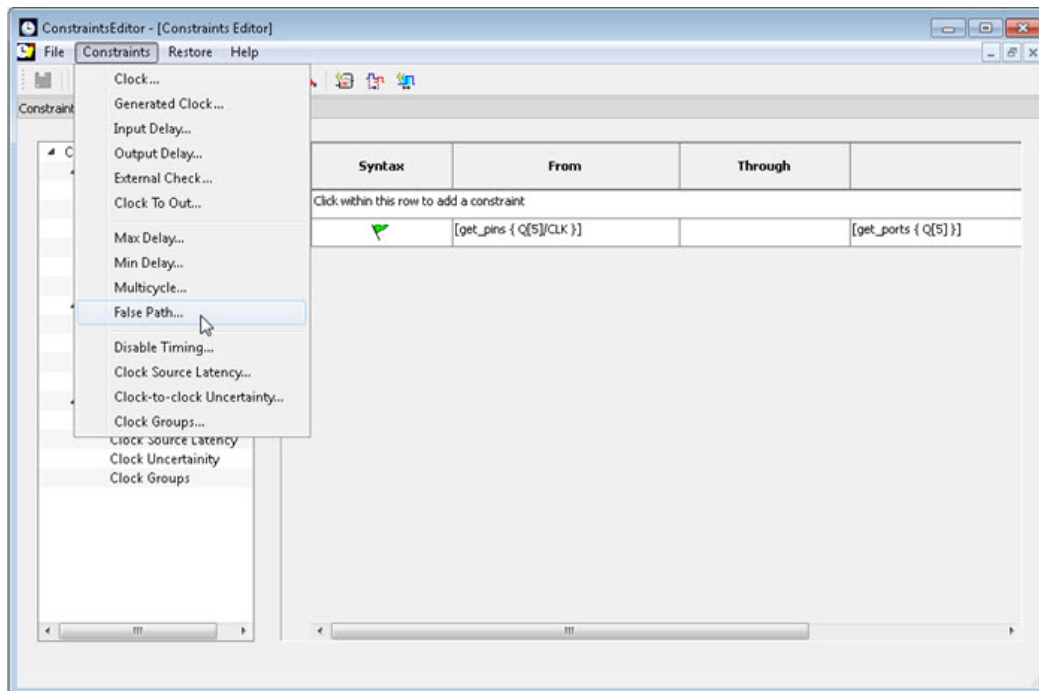 ConstraintsEditor - [Constraints Editor]
File Constraints Restore Help
Constraint
Clock...
Generated Clock...
Input Delay...
Output Delay...
External Check...
Clock To Out...
Max Delay...
Min Delay...
Multicycle...
False Path...
Disable Timing...
Clock Source Latency...
Clock-to-clock Uncertainty...
Clock Groups...
C
Clock Source Latency
Clock Uncertainity
Clock Groups
Syntax From Through
Click within this row to add a constraint
[get_pins { Q[5]/CLK }] [get_ports { Q[5] }]